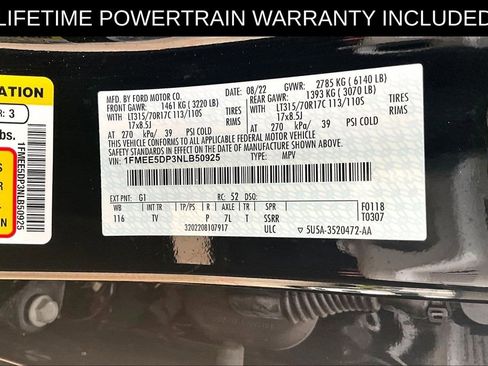 LIFETIME POWERTRAIN WARRANTY INCLUDED
ATION
R: 3
lbs.
1FMEE5DP3NLB50925
MFD. BY FORD MOTOR CO.
08/22 GVWR: 2785 KG (6140 LB)
FRONT GAWR: 1461 KG (3220 LB) REAR GAWR: 1393 KG (3070 LB)
LT315/70R17C 113/110S TIRES LT315/70R17C 113/110S TIRES
17x8.5J RIMS 17x8.5J RIMS
AT 270 kPa/ 39 PSI COLD AT 270 kPa/ 39 PSI COLD
THIS VEHICLE CONFORMS TO ALL APPLICABLE FEDERAL MOTOR VEHICLE
SAFETY STANDARDS IN EFFECT ON THE DATE OF MANUFACTURE SHOWN ABOVE.
VIN: 1FMEE5DP3NLB50925 TYPE: MPV
EXT PNT: G1 RC: 52 DSO:
WB INT TR TP/PS R AXLE T SPR F0118
116 TV P 7L T SSRR T0307
3202208107917 ULC 5U5A-3520472-AA